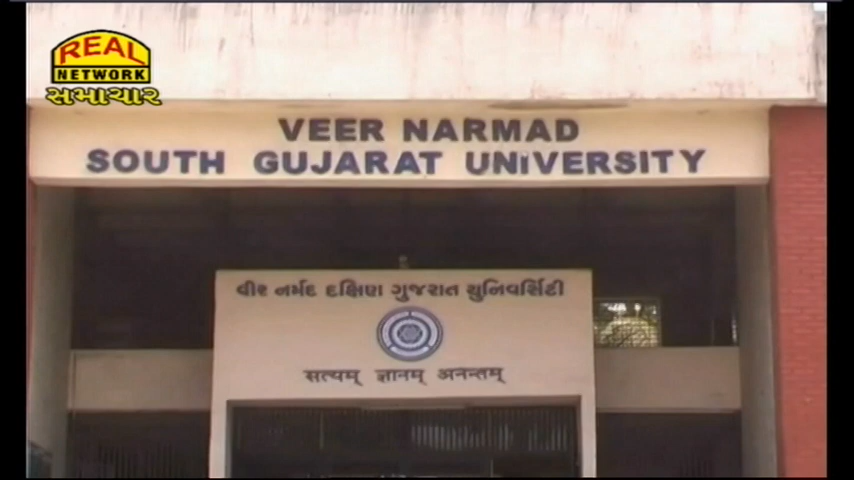 REAL
NETWORK
સમાચાર
VEER NARMAD
SOUTH GUJARAT UNIVERSITY
વીર નર્મદ દક્ષિણ ગુજરાત યુનિવર્સિટી
सत्यम् ज्ञानम् अनन्तम्